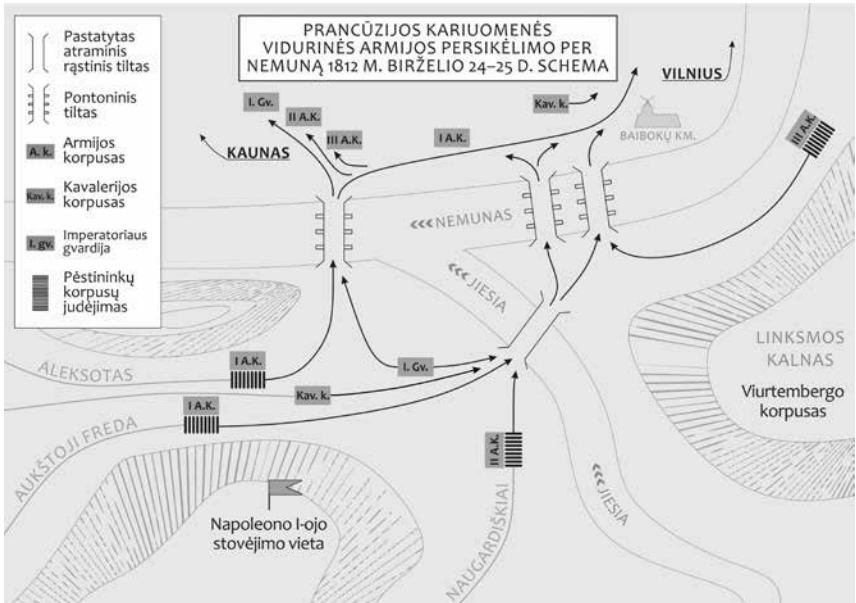 PRANCŪZIJOS KARIUOMENĖS
VIDURINĖS ARMIJOS PERSIKĖLIMO PER
NEMUNĄ 1812 M. BIRŽELIO 24–25 D. SCHEMA
Pastatytas
atraminis
rąstinis tiltas
Pontoninis
tiltas
A. k.
Armijos
korpusas
Kav. k.
Kavalerijos
korpusas
I. gv.
Imperatoriaus
gvardija
Pėstininkų
korpusų
judėjimas
VILNIUS
Kav. k.
I. Gv.
II A.K.
III A.K.
I A.K.
KAUNAS
BAIBOKŲ KM.
III A.K.
NEMUNAS
JIESIA
LINKSMOS
KALNAS
Viurtembergo
korpusas
ALEKSOTAS
I A.K.
I. Gv.
Kav. k.
I A.K.
AUKŠTOJI FREDA
II A.K.
JIESIA
NAUGARDIŠKIAI
Napoleono I-ojo
stovėjimo vieta